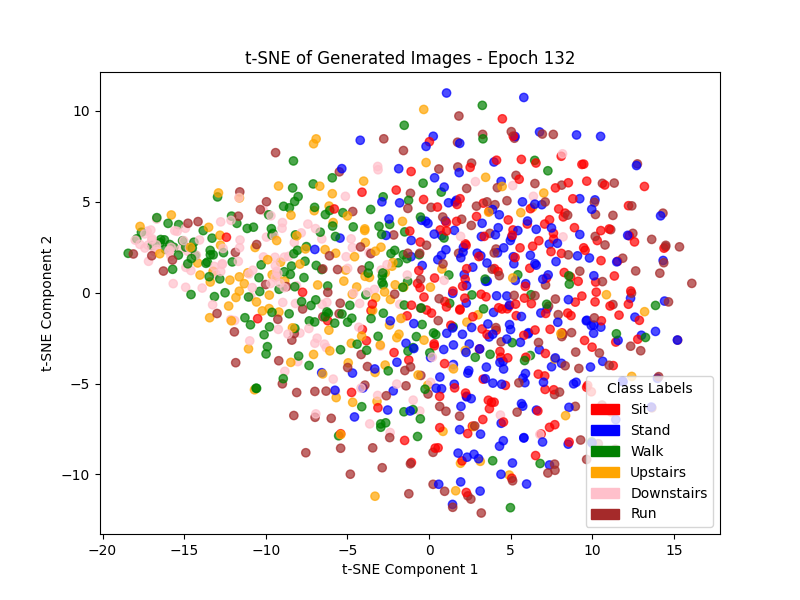 t-SNE of Generated Images - Epoch 132
t-SNE Component 2
10
5
0
−5
−10
Class Labels
Sit
Stand
Walk
Upstairs
Downstairs
Run
−20
−15
−10
−5
0
5
10
15
t-SNE Component 1